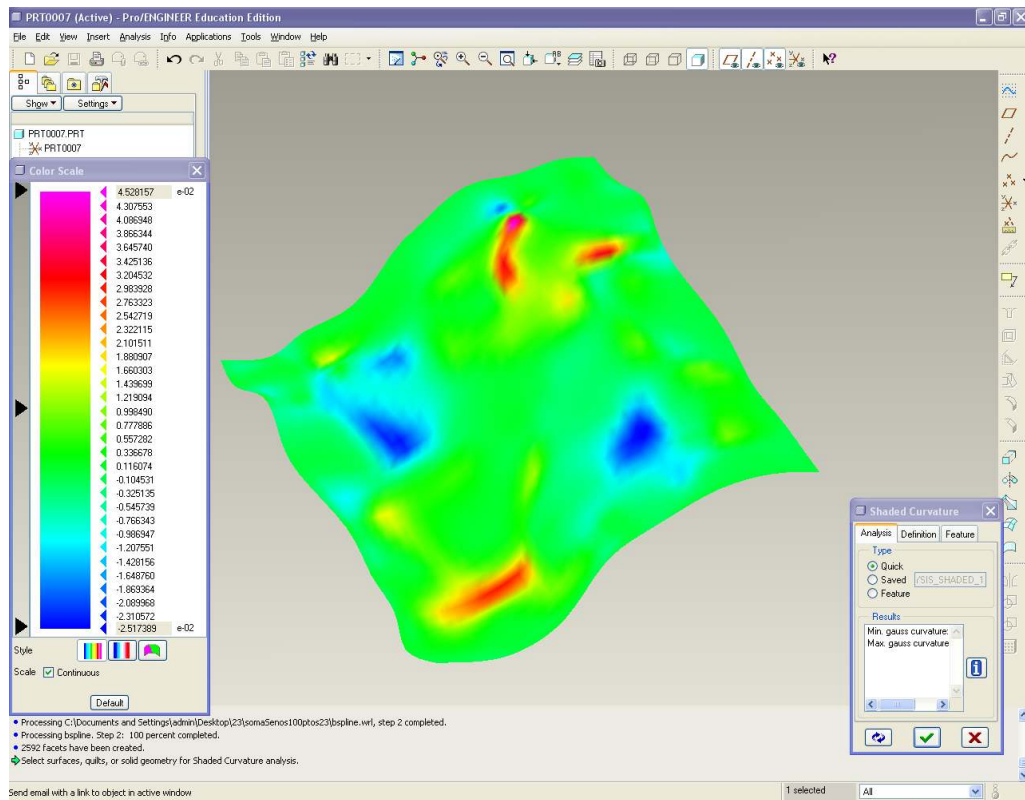 PRT0007 (Active) - Pro/ENGINEER Education Edition
File Edit View Insert Analysis Info Applications Tools Window Help
Show Settings
PRT0007.PRT
PRT0007
Color Scale
4.528157 e-02
4.307553
4.086948
3.866344
3.645740
3.425136
3.204532
2.983928
2.763323
2.542719
2.322115
2.101511
1.880907
1.660303
1.439699
1.219094
0.998490
0.777886
0.557282
0.336678
0.116074
-0.104531
-0.325135
-0.545739
-0.766343
-0.986947
-1.207551
-1.428156
-1.648760
-1.869364
-2.089968
-2.310572
-2.517389 e-02
Style
Scale Continuous
Default
Shaded Curvature
Analysis Definition Feature
Type
Quick
Saved /SIS_SHADED_1
Feature
Results
Min. gauss curvature:
Max. gauss curvature
Processing C:\Documents and Settings\admin\Desktop\23\somaSenos100ptos23\bspline.wrl, step 2 completed.
Processing bspline. Step 2: 100 percent completed.
2592 facets have been created.
Select surfaces, quilts, or solid geometry for Shaded Curvature analysis.
Send email with a link to object in active window
1 selected
All